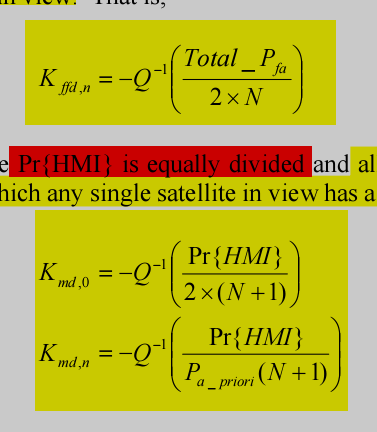 in view. That is,
K_{ffd,n} = -Q^{-1}(Total_P_{fa} / (2 × N))
e Pr{HMI} is equally divided and al
hich any single satellite in view has a
K_{md,0} = -Q^{-1}(Pr{HMI} / (2 × (N + 1)))
K_{md,n} = -Q^{-1}(Pr{HMI} / (P_{a_priori} (N + 1)))